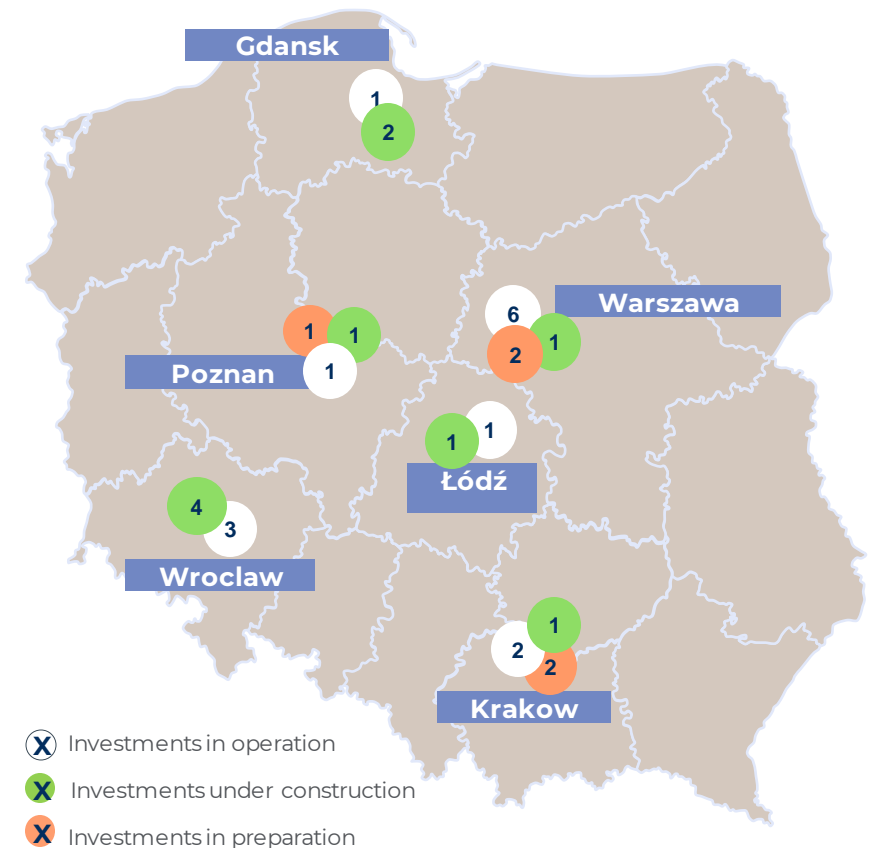 Gdansk
1
2
Warszawa
6
1
2
1
1
Poznan
1
1
1
Łódź
4
3
Wroclaw
1
2
2
Krakow
X Investments in operation
X Investments under construction
X Investments in preparation